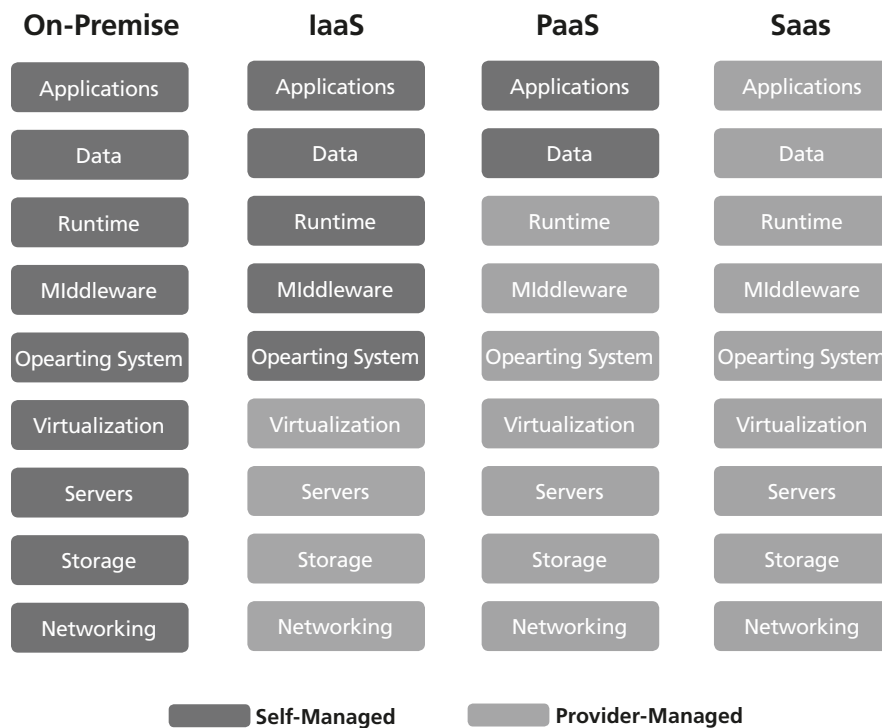 On-Premise IaaS PaaS Saas
Applications Applications Applications Applications
Data Data Data Data
Runtime Runtime Runtime Runtime
MIddleware MIddleware MIddleware MIddleware
Opearting System Opearting System Opearting System Opearting System
Virtualization Virtualization Virtualization Virtualization
Servers Servers Servers Servers
Storage Storage Storage Storage
Networking Networking Networking Networking
Self-Managed Provider-Managed